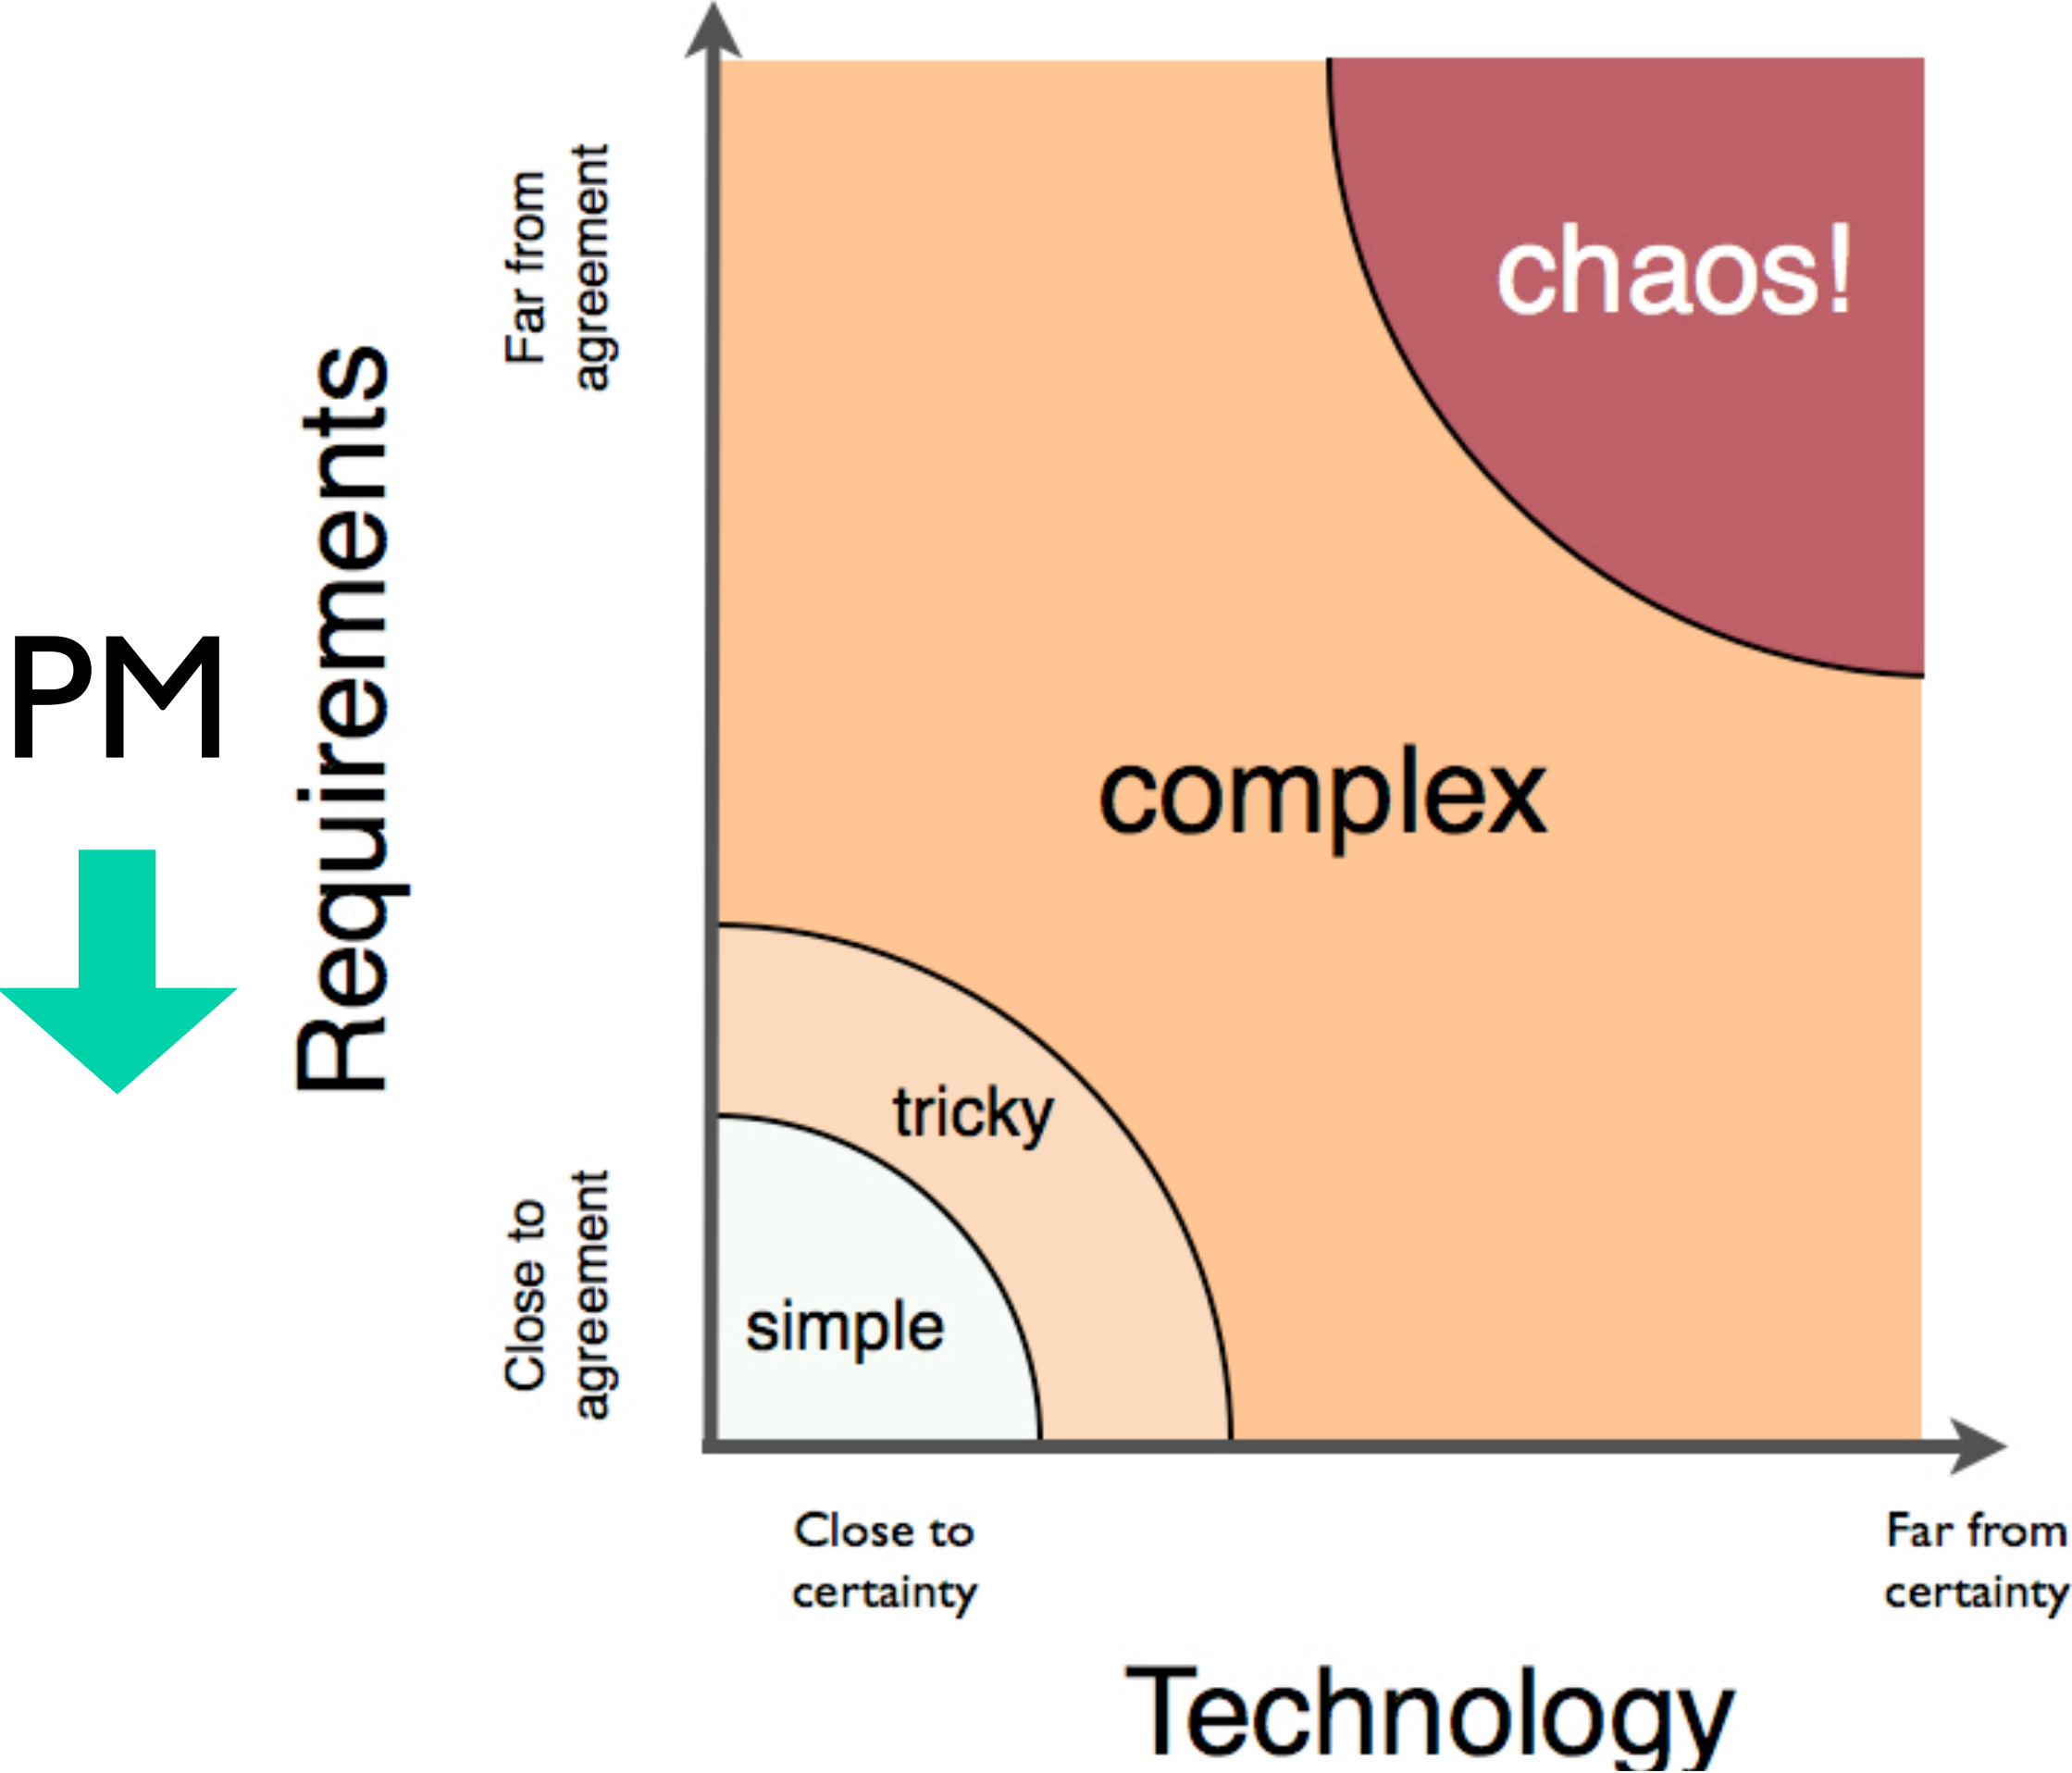 PM
Requirements
Far from
agreement
Close to
agreement
chaos!
complex
tricky
simple
Close to
certainty
Far from
certainty
Technology